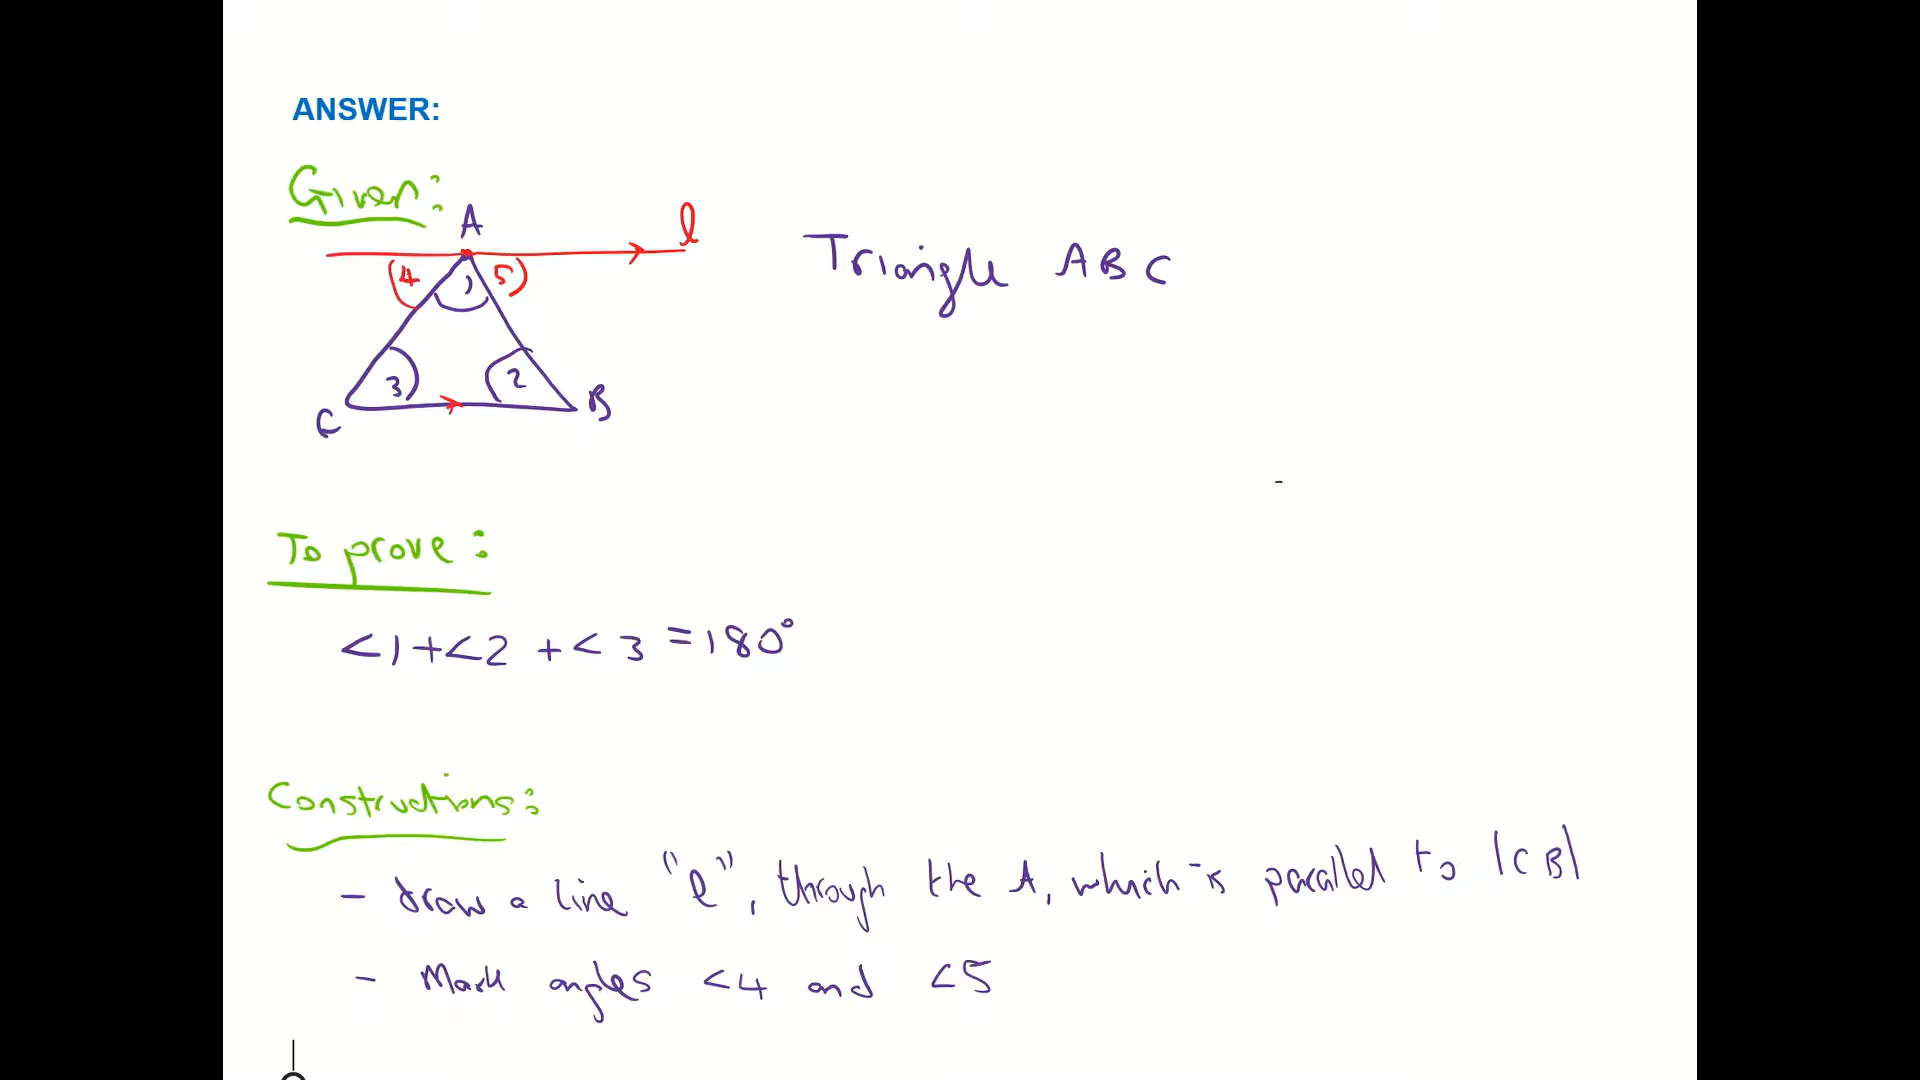 ANSWER:
Given:
A
l
4
1
5)
Triangle ABC
3
2
C
B
To prove:
<1+<2 +<3 =180°
Constructions:
- draw a line "l", through the A, which is parallel to |CB|
- Mark angles <4 and <5